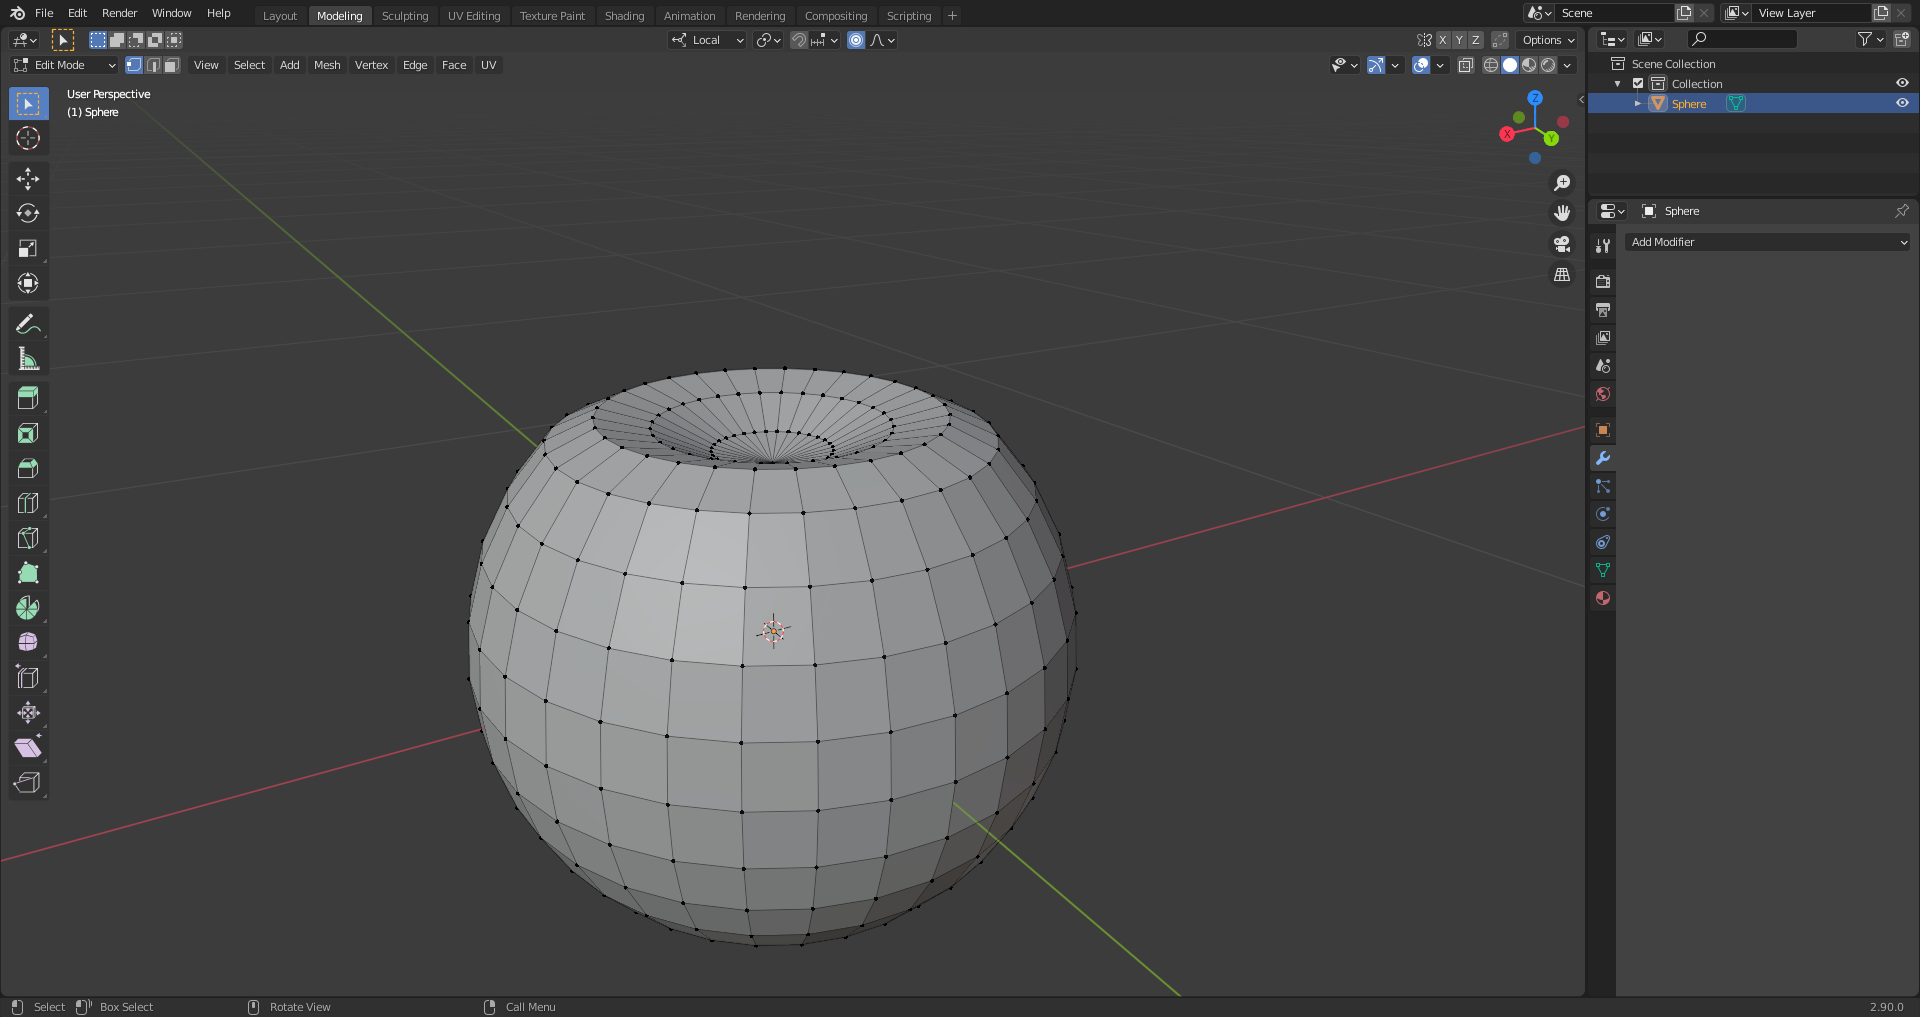 File Edit Render Window Help Layout Modeling Sculpting UV Editing Texture Paint Shading Animation Rendering Compositing Scripting + Scene View Layer
Local X Y Z Options
Edit Mode View Select Add Mesh Vertex Edge Face UV
User Perspective
(1) Sphere
Z
X
Y
Scene Collection
Collection
Sphere
Sphere
Add Modifier
Select Box Select Rotate View Call Menu 2.90.0